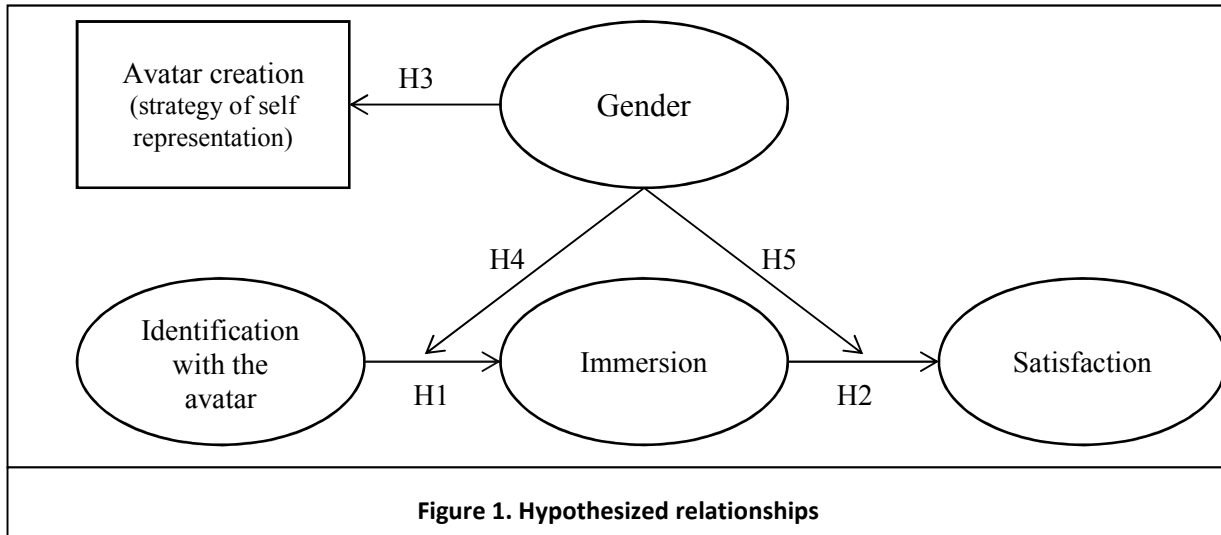 Avatar creation
(strategy of self
representation)
H3
Gender
H4
H5
Identification
with the
avatar
H1
Immersion
H2
Satisfaction
Figure 1. Hypothesized relationships